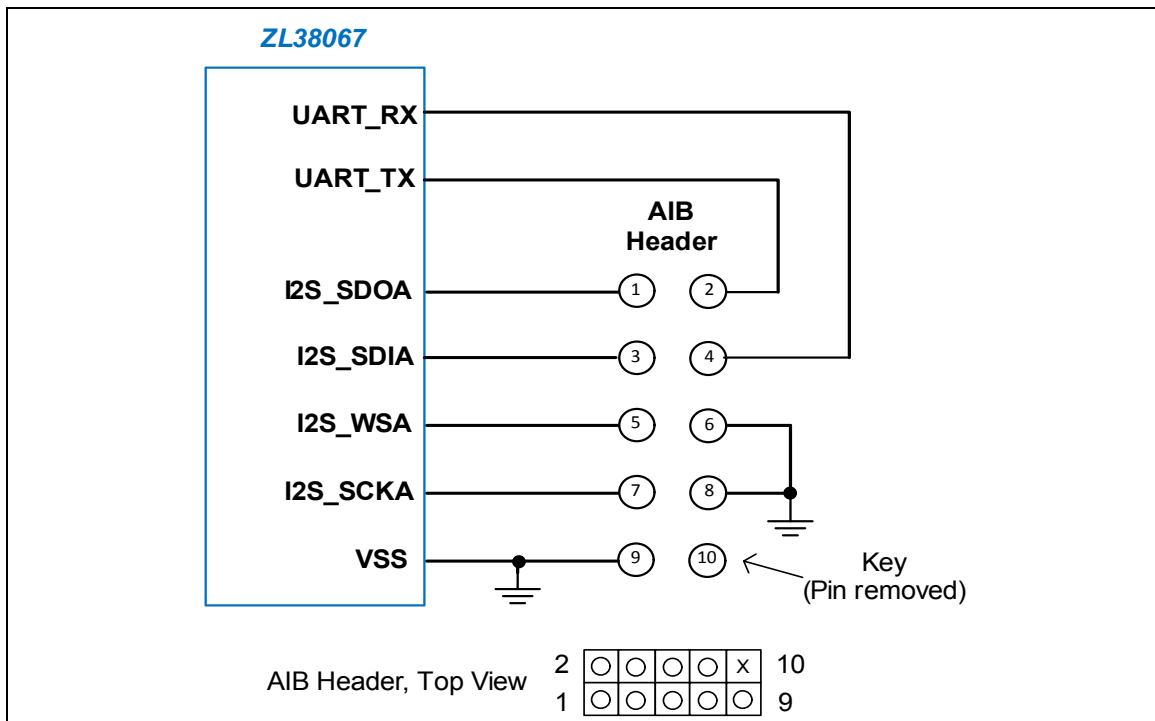 ZL38067
UART_RX
UART_TX
AIB
Header
I2S_SDOA 1 2
I2S_SDIA 3 4
I2S_WSA 5 6
I2S_SCKA 7 8
VSS 9 10
Key
(Pin removed)
AIB Header, Top View
2 X 10
1 9